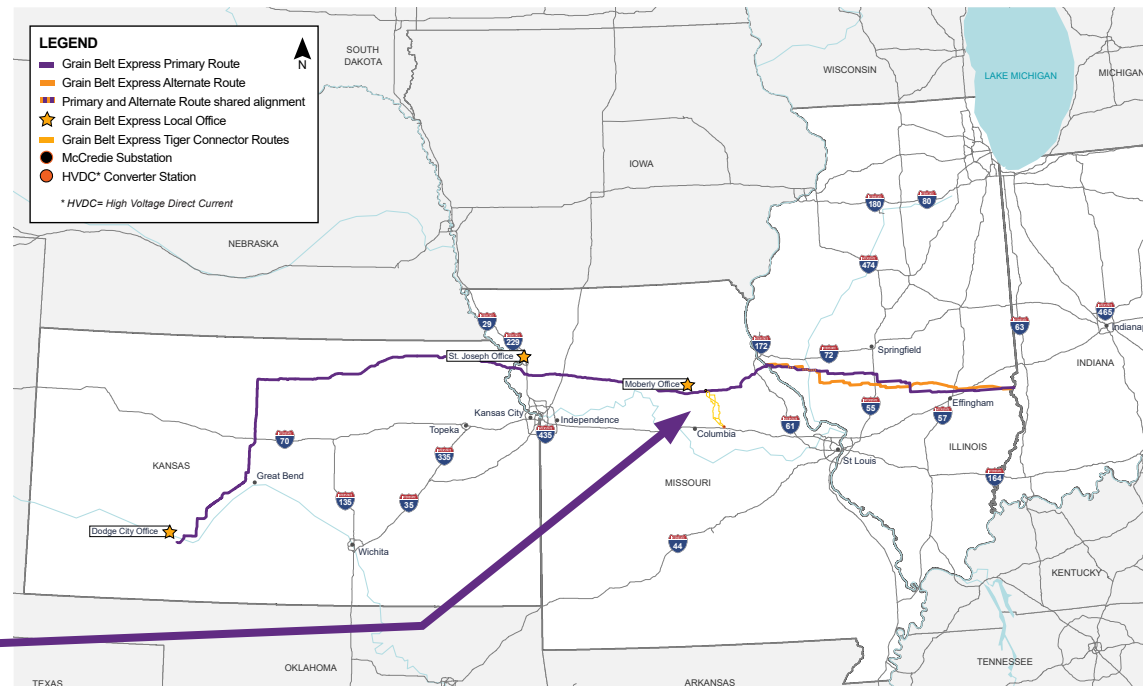 LEGEND
N
Grain Belt Express Primary Route
Grain Belt Express Alternate Route
Primary and Alternate Route shared alignment
Grain Belt Express Local Office
Grain Belt Express Tiger Connector Routes
McCredie Substation
HVDC* Converter Station
* HVDC= High Voltage Direct Current
SOUTH
DAKOTA
WISCONSIN
LAKE MICHIGAN
MICHIGAN
IOWA
180
80
NEBRASKA
474
29
229
172
72
63
465
Springfield
Indianap
INDIANA
St. Joseph Office
Moberly Office
Effingham
Kansas City
Independence
Topeka
435
Columbia
61
55
57
70
335
KANSAS
Great Bend
St Louis
ILLINOIS
MISSOURI
164
135
35
Dodge City Office
Wichita
44
KENTUCKY
OKLAHOMA
TENNESSEE
TEXAS
ARKANSAS